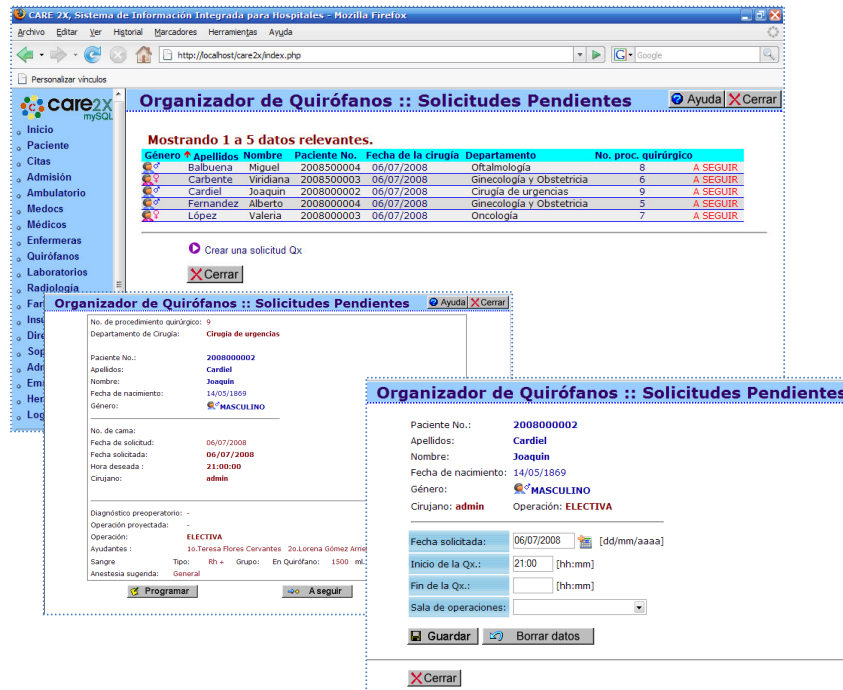 CARE 2X, Sistema de Información Integrada para Hospitales - Mozilla Firefox
Archivo Editar Ver Historial Marcadores Herramientas Ayuda
http://localhost/care2x/index.php
G Google
Personalizar vínculos
care2x
mySQL
Inicio
Paciente
Citas
Admisión
Ambulatorio
Medocs
Médicos
Enfermeras
Quirófanos
Laboratorios
Radiología
Organizador de Quirófanos :: Solicitudes Pendientes Ayuda Cerrar
Mostrando 1 a 5 datos relevantes.
Género Apellidos Nombre Paciente No. Fecha de la cirugía Departamento No. proc. quirúrgico
Balbuena Miguel 2008500004 06/07/2008 Oftalmología 8 A SEGUIR
Carbente Viridiana 2008500003 06/07/2008 Ginecología y Obstetricia 6 A SEGUIR
Cardiel Joaquin 2008000002 06/07/2008 Cirugía de urgencias 9 A SEGUIR
Fernandez Alberto 2008000004 06/07/2008 Ginecología y Obstetricia 5 A SEGUIR
López Valeria 2008000003 06/07/2008 Oncología 7 A SEGUIR
Crear una solicitud Qx
Cerrar
Organizador de Quirófanos :: Solicitudes Pendientes Ayuda Cerrar
No. de procedimiento quirúrgico: 9
Departamento de Cirugía: Cirugía de urgencias
Paciente No.: 2008000002
Apellidos: Cardiel
Nombre: Joaquin
Fecha de nacimiento: 14/05/1869
Género: MASCULINO
No. de cama:
Fecha de solicitud: 06/07/2008
Fecha solicitada: 06/07/2008
Hora deseada : 21:00:00
Cirujano: admin
Diagnóstico preoperatorio: -
Operación proyectada: -
Operación: ELECTIVA
Ayudantes : 1o.Teresa Flores Cervantes 2o.Lorena Gómez
Sangre Tipo: Rh + Grupo: En Quirófano: 1500 ml.
Anestesia sugerida: General
Programar A seguir
Organizador de Quirófanos :: Solicitudes Pendientes
Paciente No.: 2008000002
Apellidos: Cardiel
Nombre: Joaquin
Fecha de nacimiento: 14/05/1869
Género: MASCULINO
Cirujano: admin Operación: ELECTIVA
Fecha solicitada: 06/07/2008 [dd/mm/aaaa]
Inicio de la Qx.: 21:00 [hh:mm]
Fin de la Qx.: [hh:mm]
Sala de operaciones:
Guardar Borrar datos
Cerrar